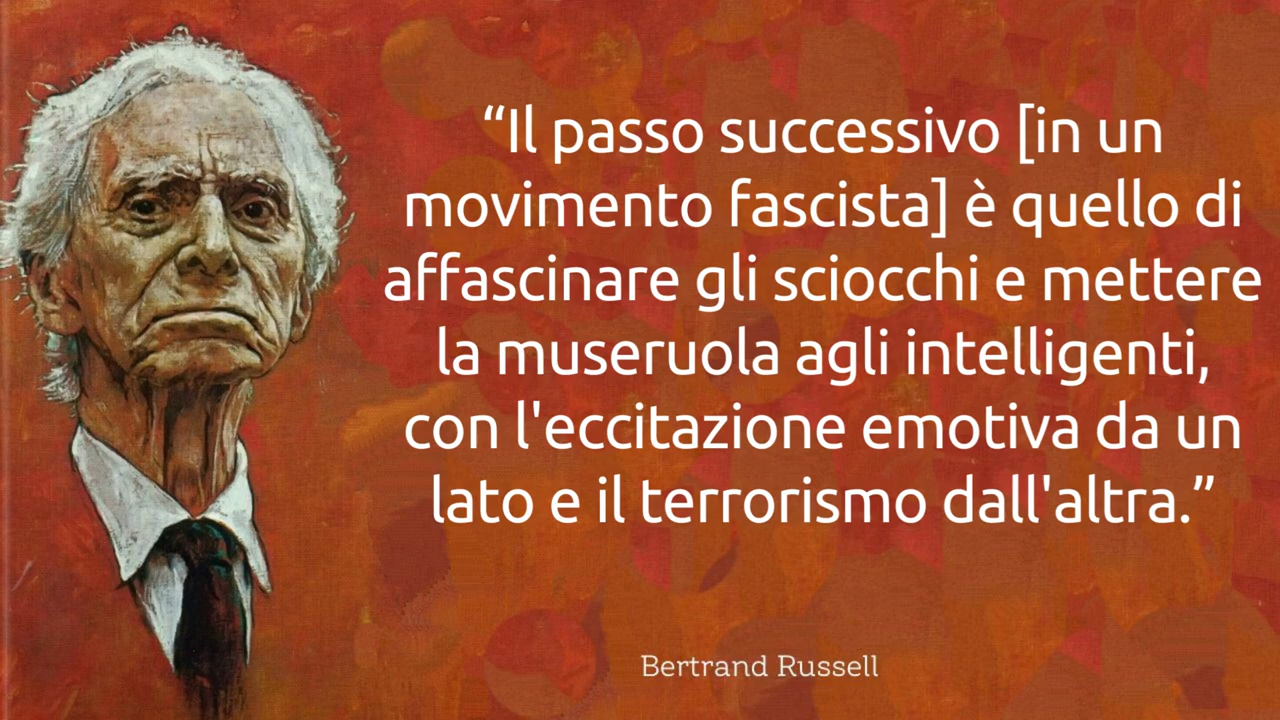 “Il passo successivo [in un
movimento fascista] è quello di
affascinare gli sciocchi e mettere
la museruola agli intelligenti,
con l'eccitazione emotiva da un
lato e il terrorismo dall'altra.”
Bertrand Russell